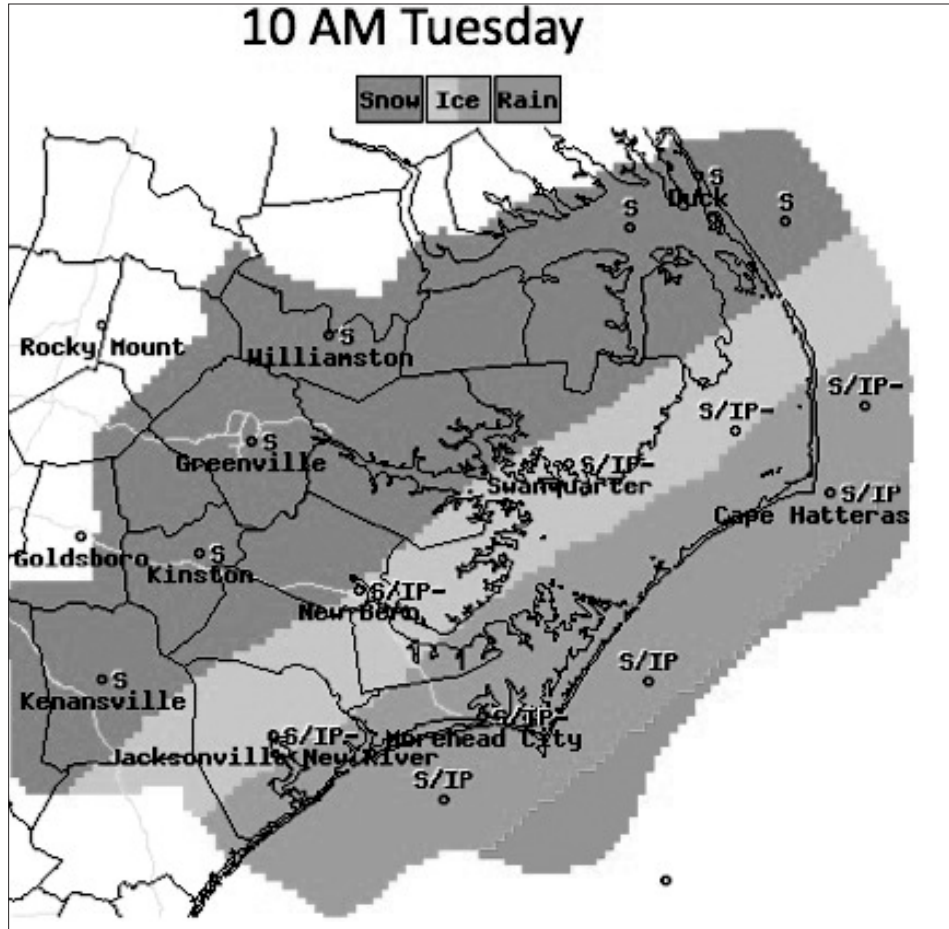 10 AM Tuesday
Snow Ice Rain
S
Duck
S
S
Rocky Mount
S
Williamston
S/IP-
S/IP-
S
Greenville
S/IP-
Swanquarter
S/IP
Cape Hatteras
Goldsboro
S
Kinston
S/IP-
New Bern
S
Kenansville
S/IP
S/IP-
Morehead City
S/IP-
Jacksonville New River
S/IP